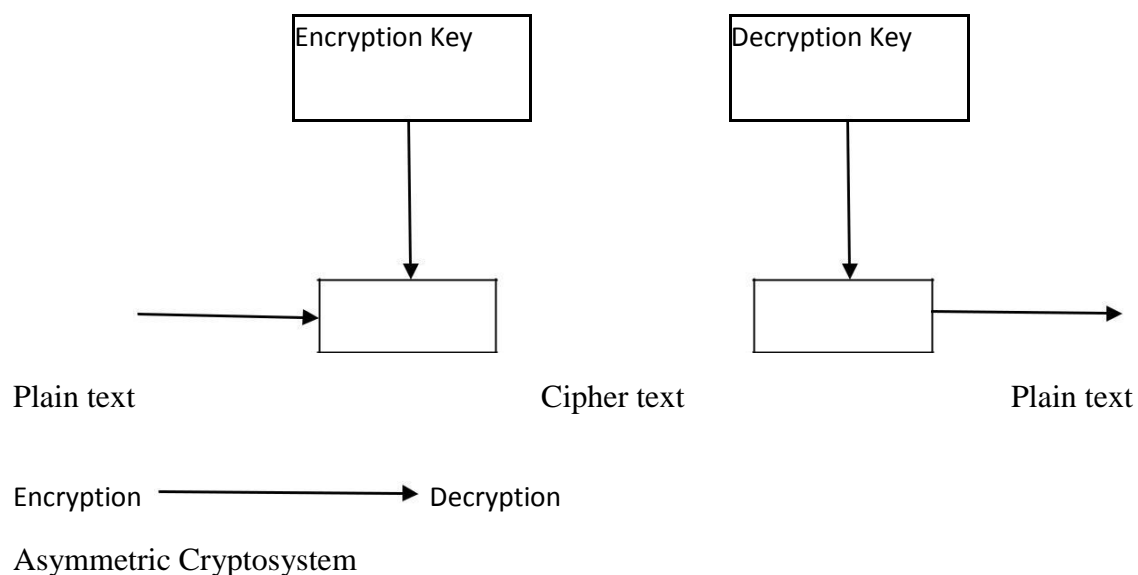 Encryption Key Decryption Key
Plain text Cipher text Plain text
Encryption Decryption
Asymmetric Cryptosystem